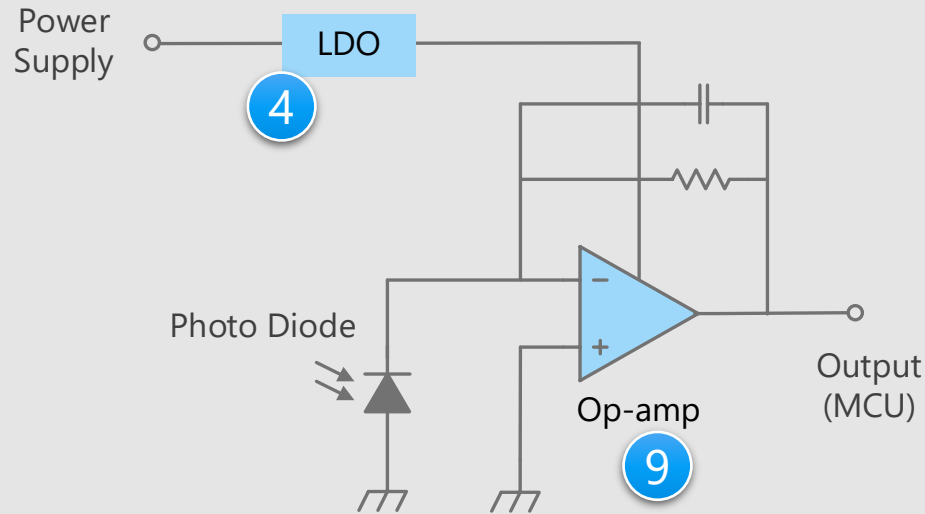 Power
Supply
LDO
4
Photo Diode
−
+
Op-amp
9
Output
(MCU)